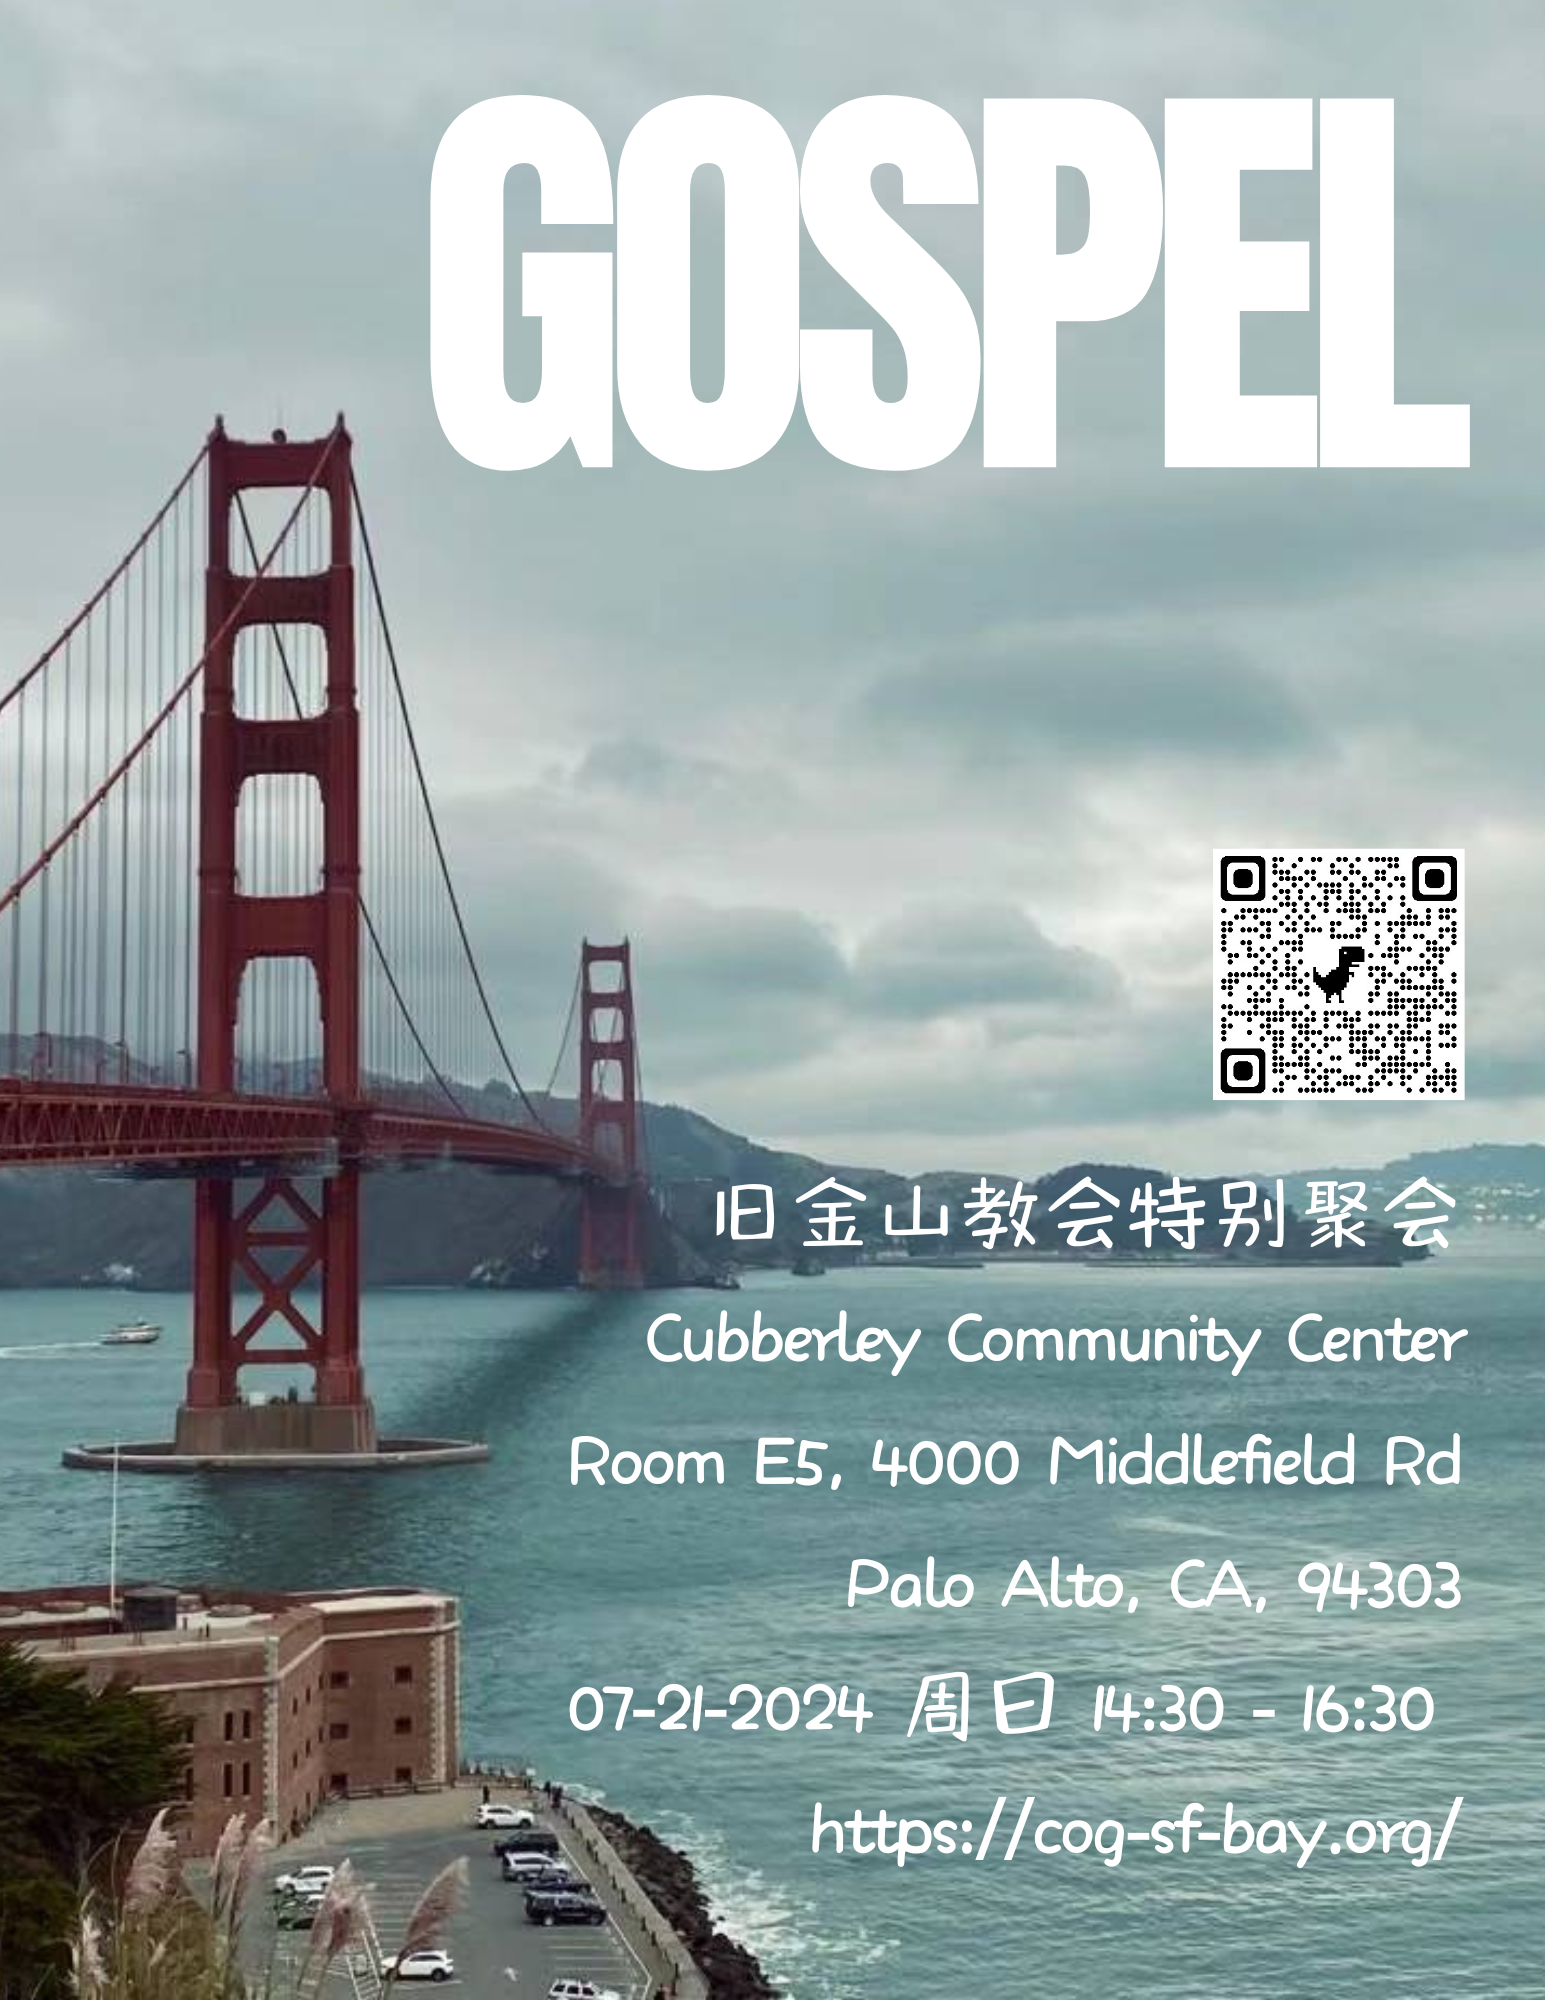 GOSPEL
旧金山教会特别聚会
Cubberley Community Center
Room E5, 4000 Middlefield Rd
Palo Alto, CA, 94303
07-21-2024 周日 14:30 - 16:30
https://cog-sf-bay.org/